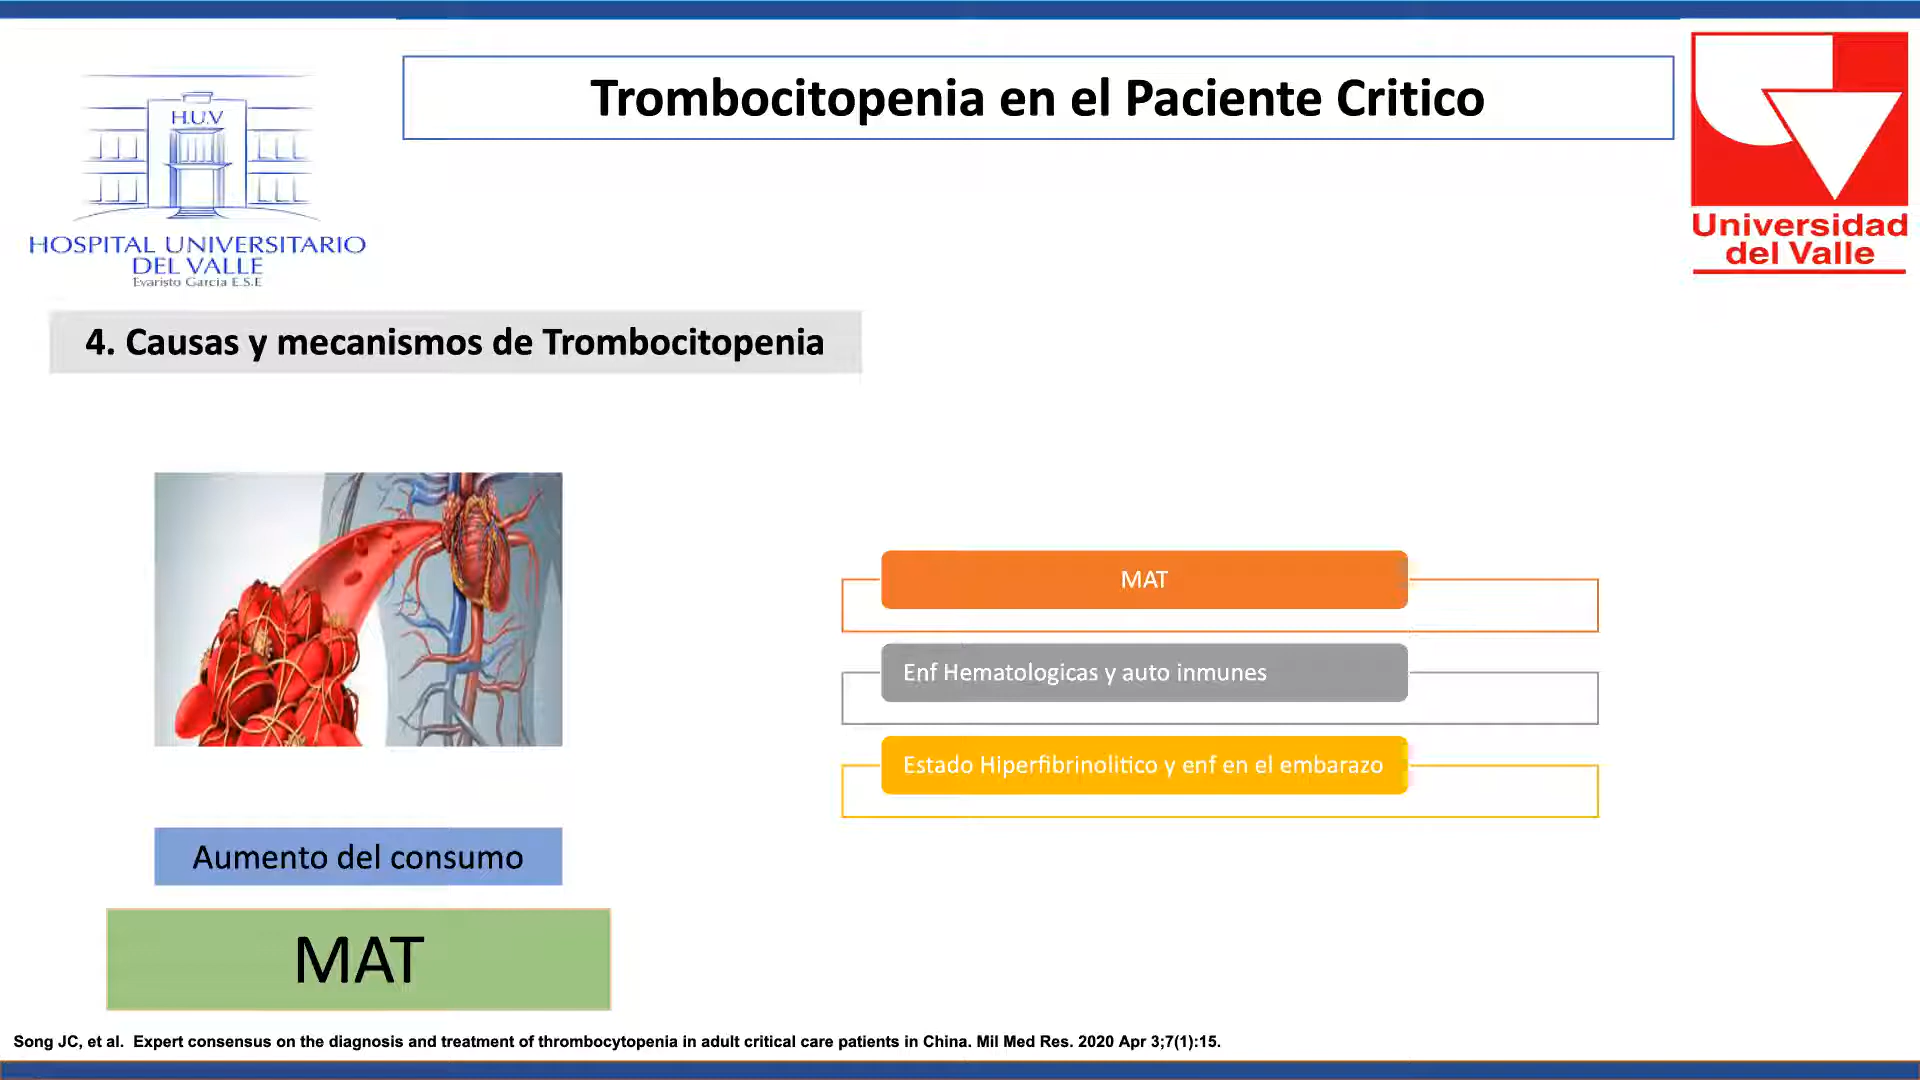 Trombocitopenia en el Paciente Critico
H.U.V
HOSPITAL UNIVERSITARIO
DEL VALLE
Evaristo Garcia E.S.E
Universidad
del Valle
4. Causas y mecanismos de Trombocitopenia
MAT
Enf Hematologicas y auto inmunes
Estado Hiperfibrinolitico y enf en el embarazo
Aumento del consumo
MAT
Song JC, et al. Expert consensus on the diagnosis and treatment of thrombocytopenia in adult critical care patients in China. Mil Med Res. 2020 Apr 3;7(1):15.